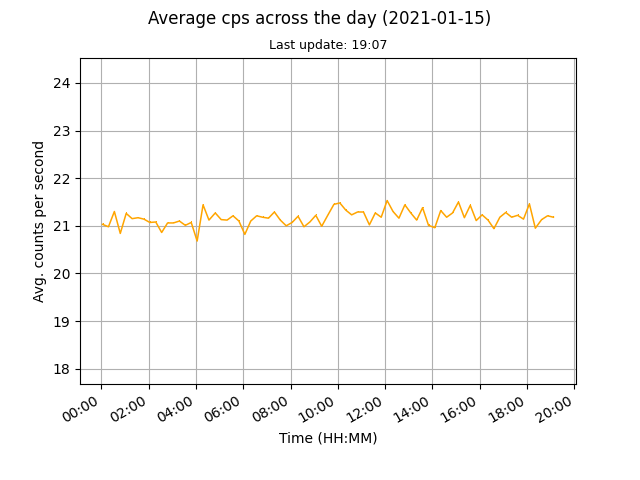 Average cps across the day (2021-01-15)
Last update: 19:07
24
23
22
21
20
19
18
Avg. counts per second
00:00 02:00 04:00 06:00 08:00 10:00 12:00 14:00 16:00 18:00 20:00
Time (HH:MM)